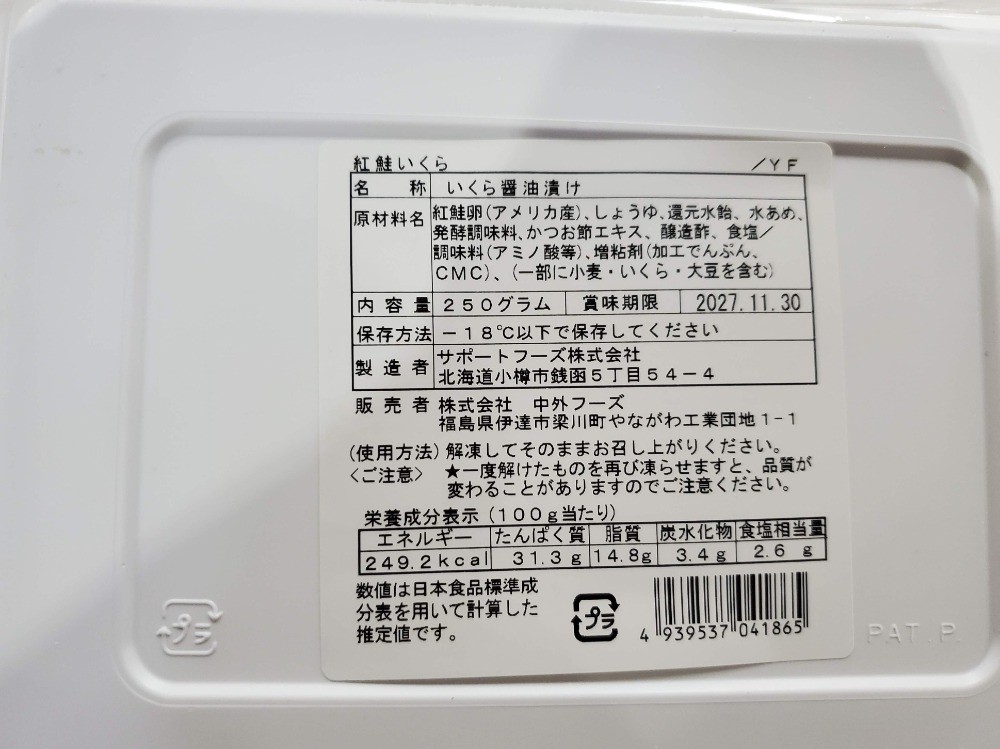 紅鮭いくら ／ＹＦ
名称 いくら醤油漬け
原材料名 紅鮭卵(アメリカ産)、しょうゆ、還元水飴、水あめ、
発酵調味料、かつお節エキス、醸造酢、食塩／
調味料(アミノ酸等)、増粘剤(加工でんぷん、
ＣＭＣ)、(一部に小麦・いくら・大豆を含む)
内容量 ２５０グラム 賞味期限 2027.11.30
保存方法 －１８℃以下で保存してください
製造者 サポートフーズ株式会社
北海道小樽市銭函５丁目５４－４
販売者 株式会社 中外フーズ
福島県伊達市梁川町やながわ工業団地１－１
(使用方法) 解凍してそのままお召し上がりください。
〈ご注意〉 ★一度解けたものを再び凍らせますと、品質が
変わることがありますのでご注意ください。
栄養成分表示(１００ｇ当たり)
エネルギー たんぱく質 脂質 炭水化物 食塩相当量
249.2kcal 31.3g 14.8g 3.4g 2.6g
数値は日本食品標準成
分表を用いて計算した
推定値です。
プラ
4 939537 041865
プラ
PAT.P.